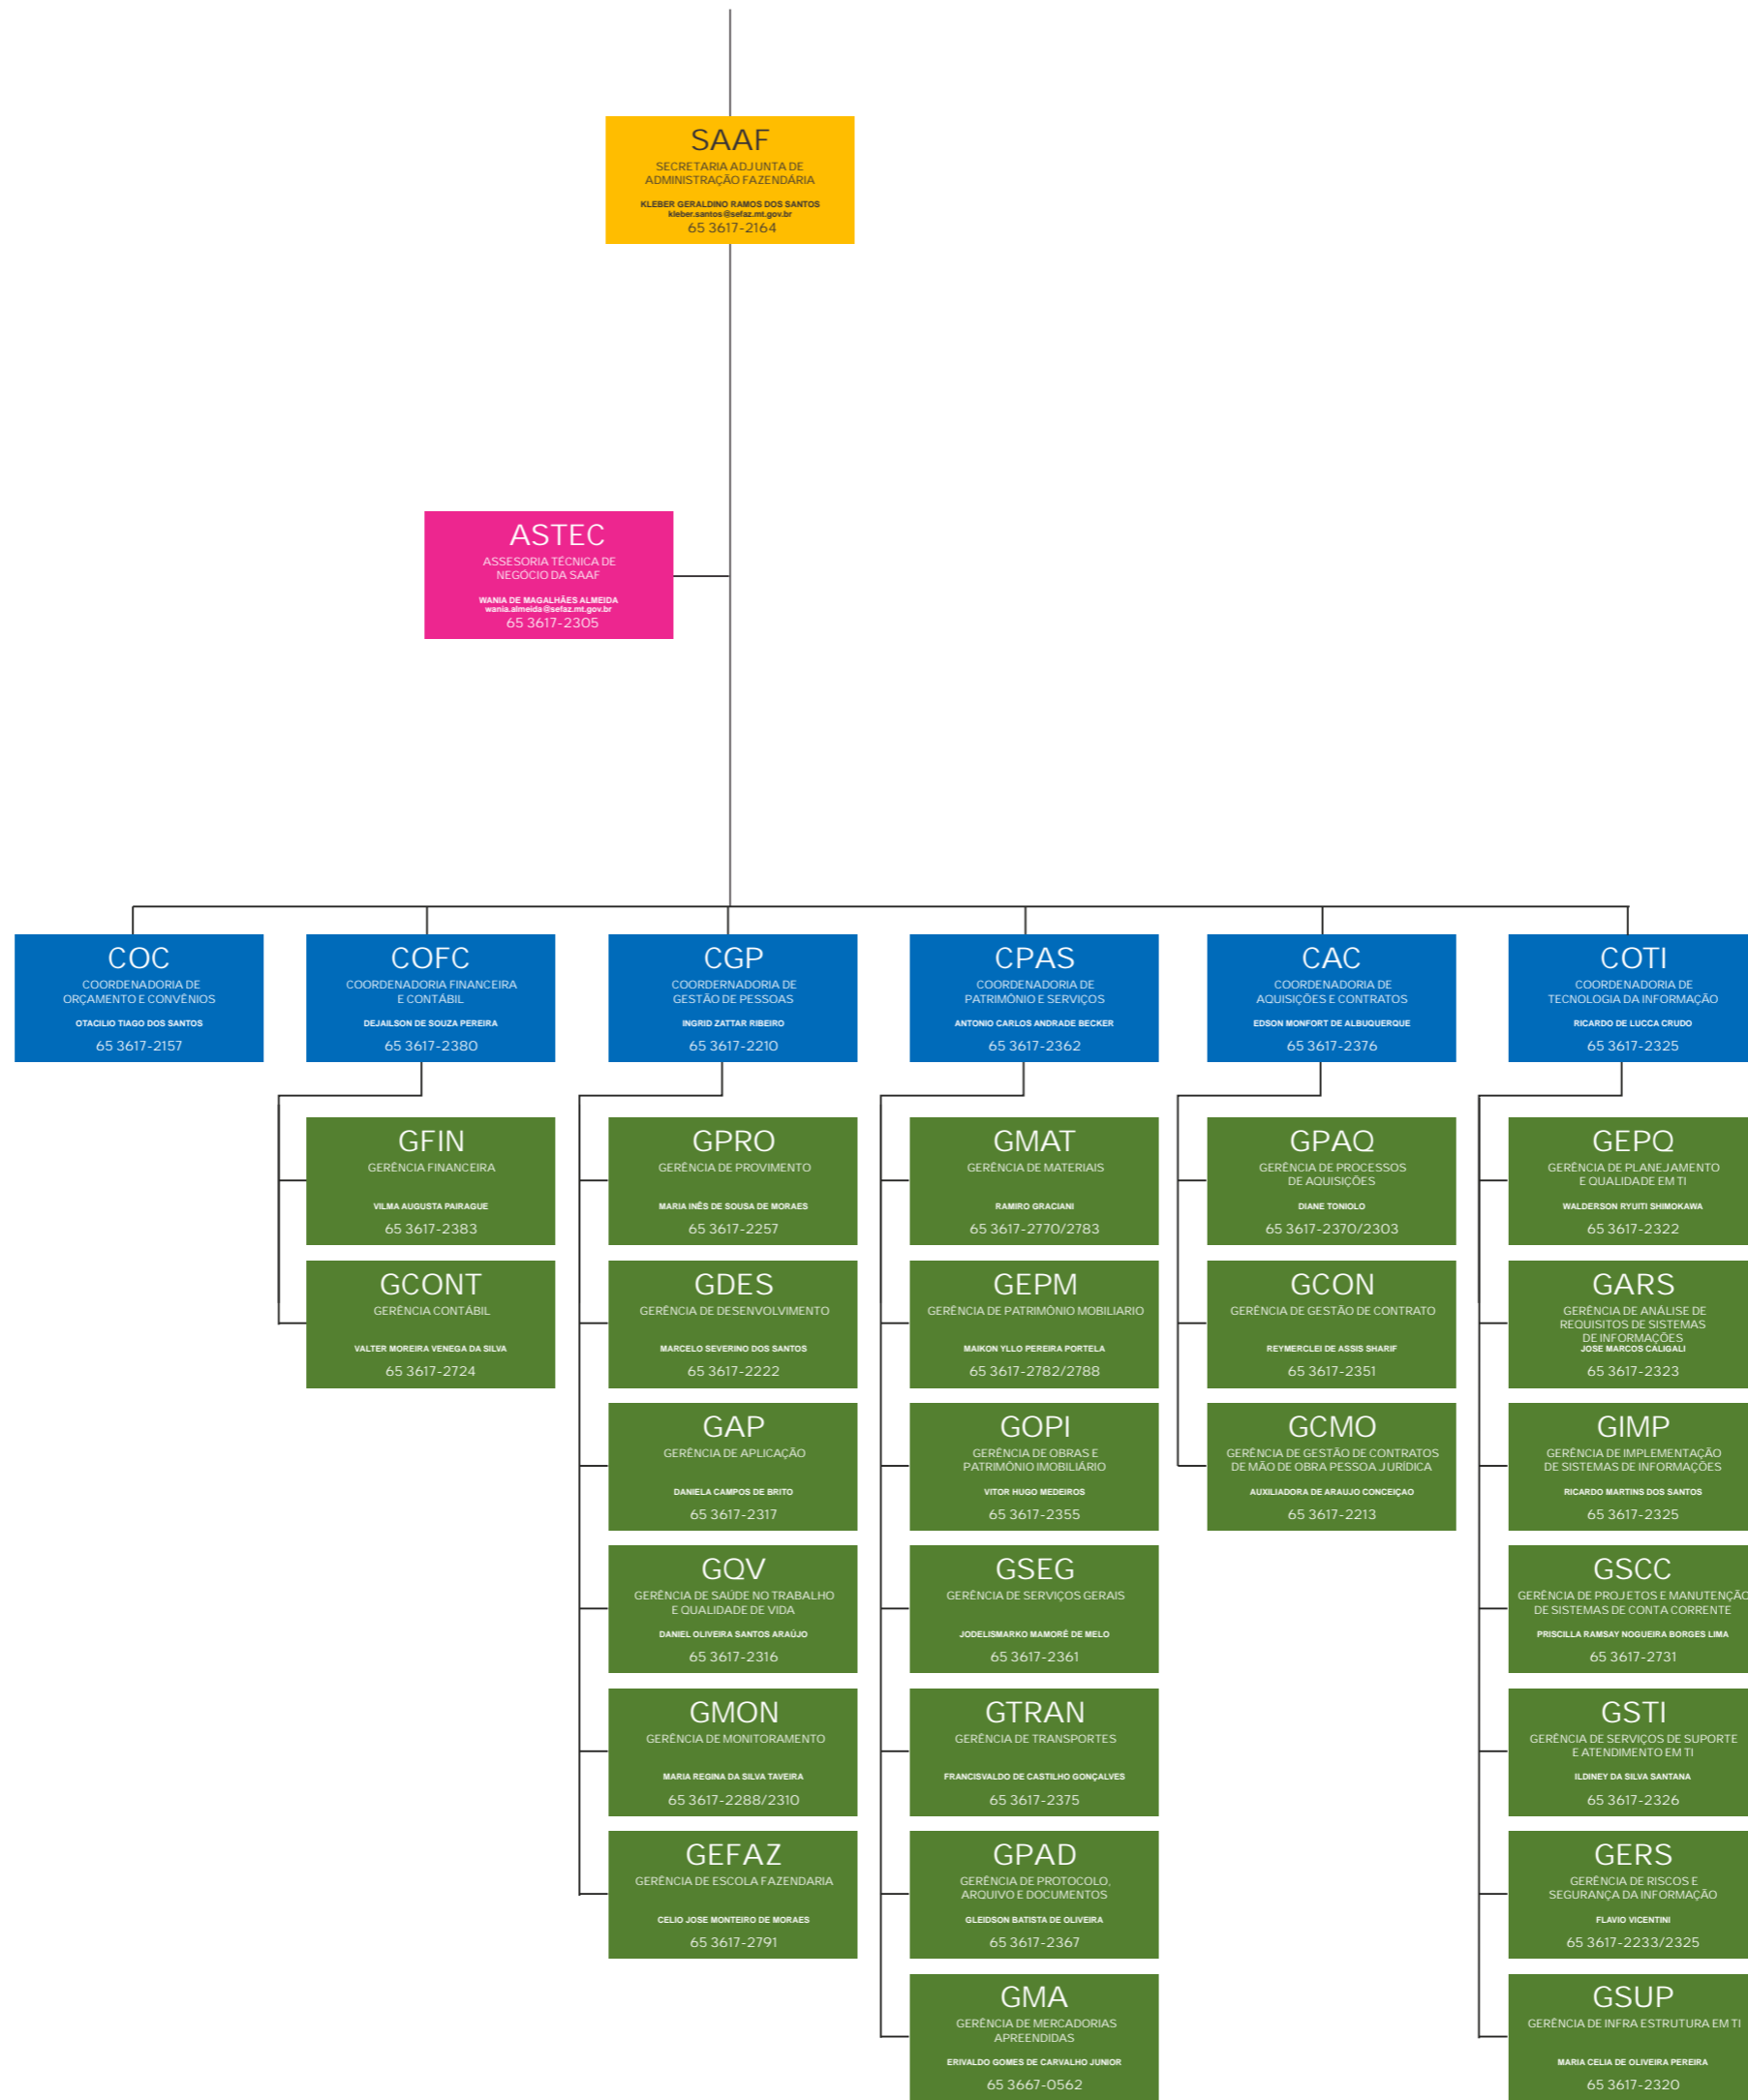 SAAF
SECRETARIA ADJUNTA DE
ADMINISTRAÇÃO FAZENDÁRIA
KLEBER GERALDINO RAMOS DOS SANTOS
kleber.santos@sefaz.mt.gov.br
65 3617-2164
ASTEC
ASSESORIA TÉCNICA DE
NEGÓCIO DA SAAF
WANIA DE MAGALHÃES ALMEIDA
wania.almeida@sefaz.mt.gov.br
65 3617-2305
COC
COORDENADORIA DE
ORÇAMENTO E CONVÊNIOS
OTACILIO TIAGO DOS SANTOS
65 3617-2157
COFC
COORDENADORIA FINANCEIRA
E CONTÁBIL
DEJAILSON DE SOUZA PEREIRA
65 3617-2380
GFIN
GERÊNCIA FINANCEIRA
VILMA AUGUSTA PAIRAGUE
65 3617-2383
GCONT
GERÊNCIA CONTÁBIL
VALTER MOREIRA VENEGA DA SILVA
65 3617-2724
CGP
COORDERNADORIA DE
GESTÃO DE PESSOAS
INGRID ZATTAR RIBEIRO
65 3617-2210
GPRO
GERÊNCIA DE PROVIMENTO
MARIA INÊS DE SOUSA DE MORAES
65 3617-2257
GDES
GERÊNCIA DE DESENVOLVIMENTO
MARCELO SEVERINO DOS SANTOS
65 3617-2222
GAP
GERÊNCIA DE APLICAÇÃO
DANIELA CAMPOS DE BRITO
65 3617-2317
GQV
GERÊNCIA DE SAÚDE NO TRABALHO
E QUALIDADE DE VIDA
DANIEL OLIVEIRA SANTOS ARAÚJO
65 3617-2316
GMON
GERÊNCIA DE MONITORAMENTO
MARIA REGINA DA SILVA TAVEIRA
65 3617-2288/2310
GEFAZ
GERÊNCIA DE ESCOLA FAZENDARIA
CELIO JOSE MONTEIRO DE MORAES
65 3617-2791
CPAS
COORDENADORIA DE
PATRIMÔNIO E SERVIÇOS
ANTONIO CARLOS ANDRADE BECKER
65 3617-2362
GMAT
GERÊNCIA DE MATERIAIS
RAMIRO GRACIANI
65 3617-2770/2783
GEPM
GERÊNCIA DE PATRIMÔNIO MOBILIARIO
MAIKON YLLO PEREIRA PORTELA
65 3617-2782/2788
GOPI
GERÊNCIA DE OBRAS E
PATRIMÔNIO IMOBILIÁRIO
VITOR HUGO MEDEIROS
65 3617-2355
GSEG
GERÊNCIA DE SERVIÇOS GERAIS
JODELISMARKO MAMORÉ DE MELO
65 3617-2361
GTRAN
GERÊNCIA DE TRANSPORTES
FRANCISVALDO DE CASTILHO GONÇALVES
65 3617-2375
GPAD
GERÊNCIA DE PROTOCOLO,
ARQUIVO E DOCUMENTOS
GLEIDSON BATISTA DE OLIVEIRA
65 3617-2367
GMA
GERÊNCIA DE MERCADORIAS
APREENDIDAS
ERIVALDO GOMES DE CARVALHO JUNIOR
65 3667-0562
CAC
COORDENADORIA DE
AQUISIÇÕES E CONTRATOS
EDSON MONFORT DE ALBUQUERQUE
65 3617-2376
GPAQ
GERÊNCIA DE PROCESSOS
DE AQUISIÇÕES
DIANE TONIOLO
65 3617-2370/2303
GCON
GERÊNCIA DE GESTÃO DE CONTRATO
REYMERCLEI DE ASSIS SHARIF
65 3617-2351
GCMO
GERÊNCIA DE GESTÃO DE CONTRATOS
DE MÃO DE OBRA PESSOA JURÍDICA
AUXILIADORA DE ARAUJO CONCEIÇAO
65 3617-2213
COTI
COORDENADORIA DE
TECNOLOGIA DA INFORMAÇÃO
RICARDO DE LUCCA CRUDO
65 3617-2325
GEPQ
GERÊNCIA DE PLANEJAMENTO
E QUALIDADE EM TI
WALDERSON RYUITI SHIMOKAWA
65 3617-2322
GARS
GERÊNCIA DE ANÁLISE DE
REQUISITOS DE SISTEMAS
DE INFORMAÇÕES
JOSE MARCOS CALIGALI
65 3617-2323
GIMP
GERÊNCIA DE IMPLEMENTAÇÃO
DE SISTEMAS DE INFORMAÇÕES
RICARDO MARTINS DOS SANTOS
65 3617-2325
GSCC
GERÊNCIA DE PROJETOS E MANUTENÇÃO
DE SISTEMAS DE CONTA CORRENTE
PRISCILLA RAMSAY NOGUEIRA BORGES LIMA
65 3617-2731
GSTI
GERÊNCIA DE SERVIÇOS DE SUPORTE
E ATENDIMENTO EM TI
ILDINEY DA SILVA SANTANA
65 3617-2326
GERS
GERÊNCIA DE RISCOS E
SEGURANÇA DA INFORMAÇÃO
FLAVIO VICENTINI
65 3617-2233/2325
GSUP
GERÊNCIA DE INFRA ESTRUTURA EM TI
MARIA CELIA DE OLIVEIRA PEREIRA
65 3617-2320